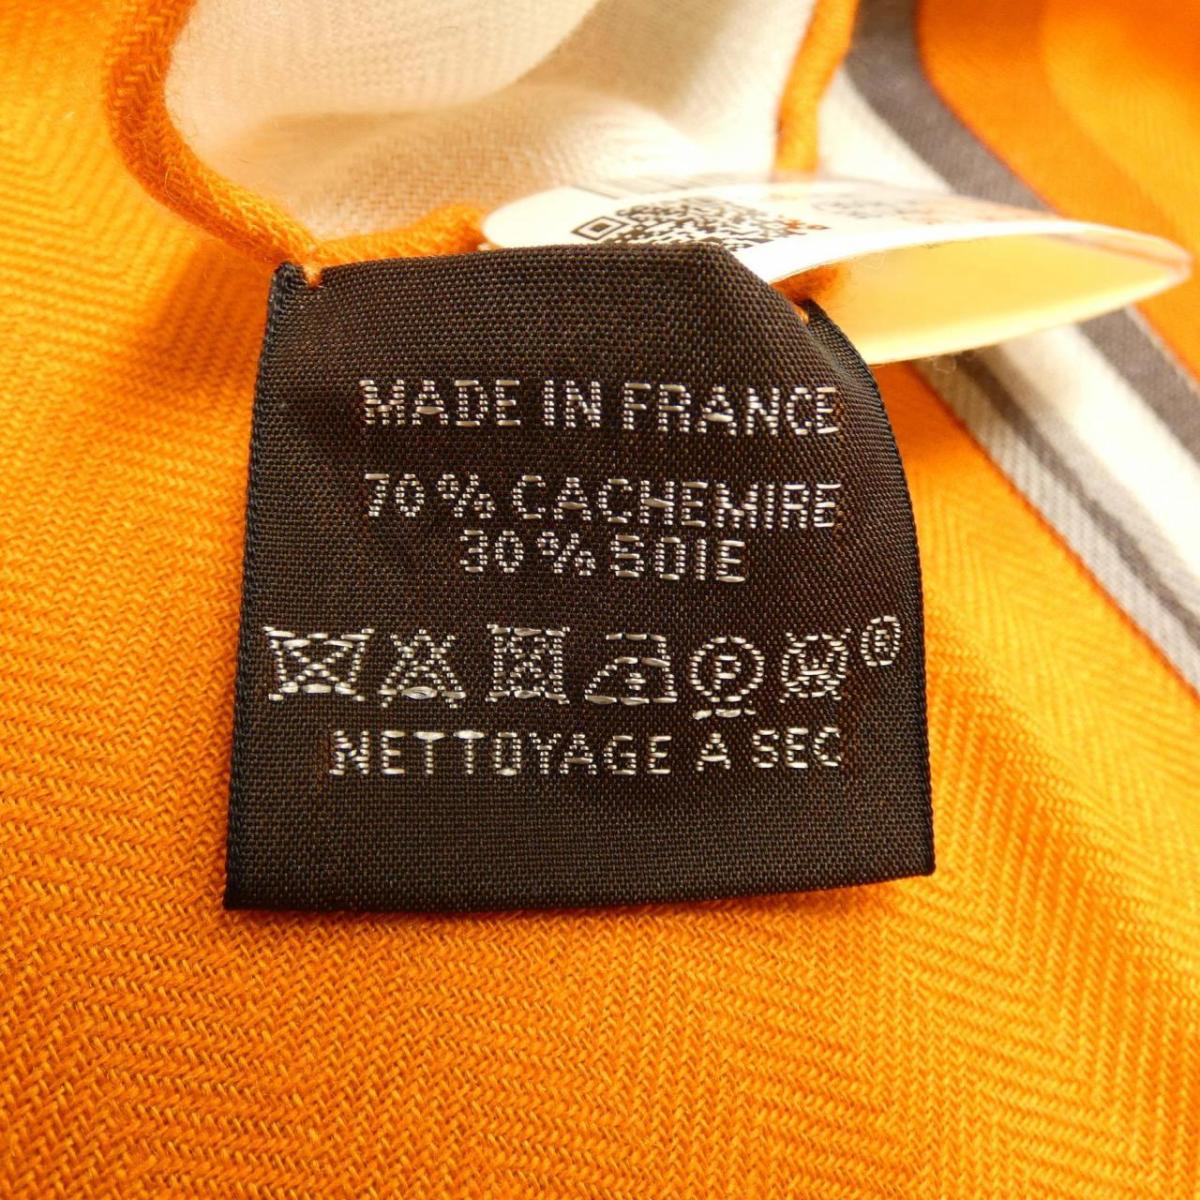 MADE IN FRANCE
70% CACHEMIRE
30% SOIE
F W ®
NETTOYAGE A SEC